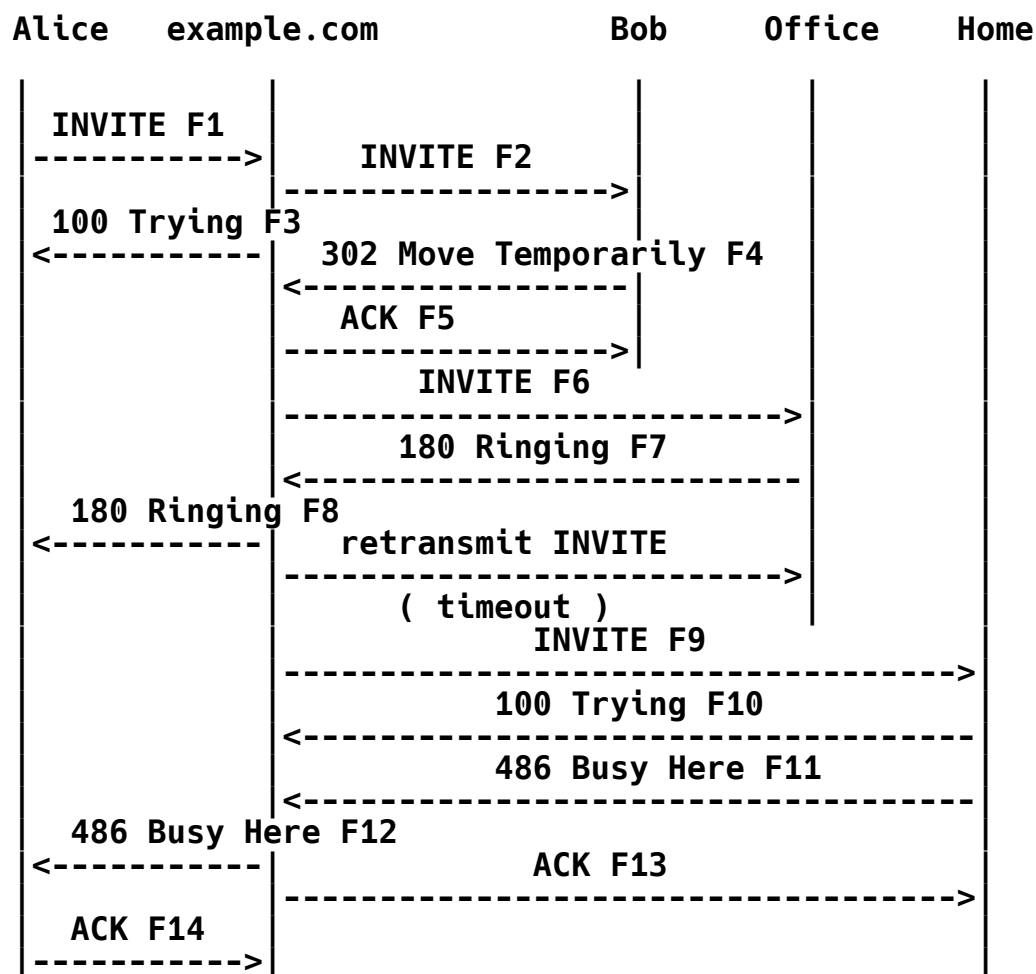 Alice example.com Bob Office Home
INVITE F1
INVITE F2
100 Trying F3
302 Move Temporarily F4
ACK F5
INVITE F6
180 Ringing F7
180 Ringing F8
retransmit INVITE
( timeout )
INVITE F9
100 Trying F10
486 Busy Here F11
486 Busy Here F12
ACK F13
ACK F14